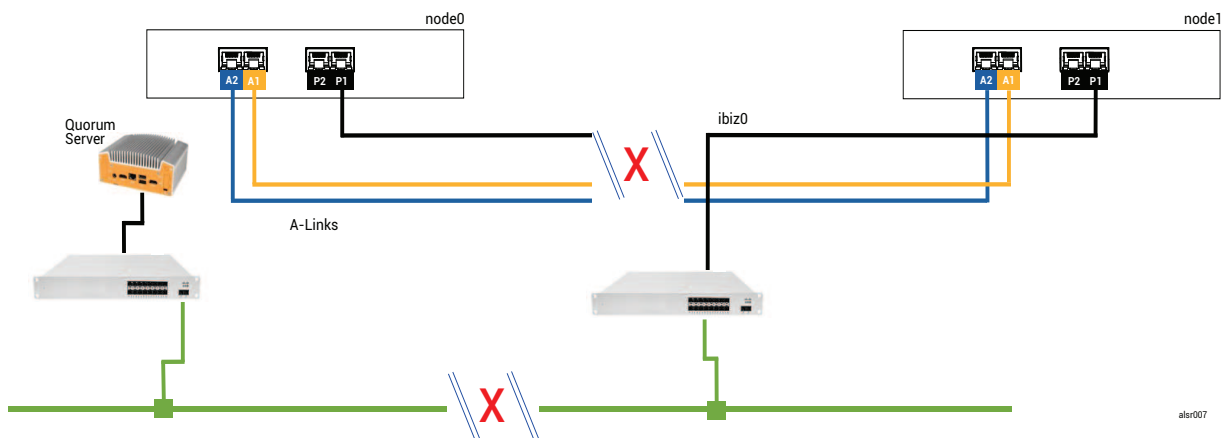 node0
node1
A2 A1 P2 P1
A2 A1 P2 P1
Quorum
Server
ibiz0
X
A-Links
X
alsr007